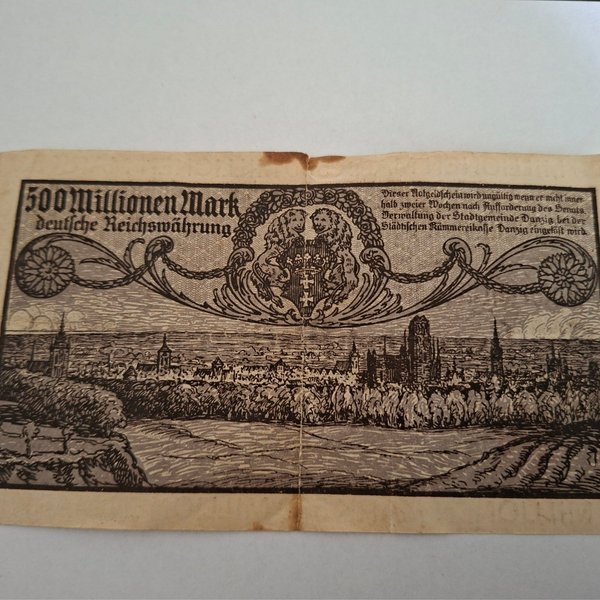 500 Millionen Mark
deutsche Reichswährung
Dieser Notgeldschein wird ungültig wenn er nicht inner-
halb zweier Wochen nach Aufforderung des Senats,
Verwaltung der Stadtgemeinde Danzig bei der
Städtischen Kämmereikasse Danzig eingelöst wird.